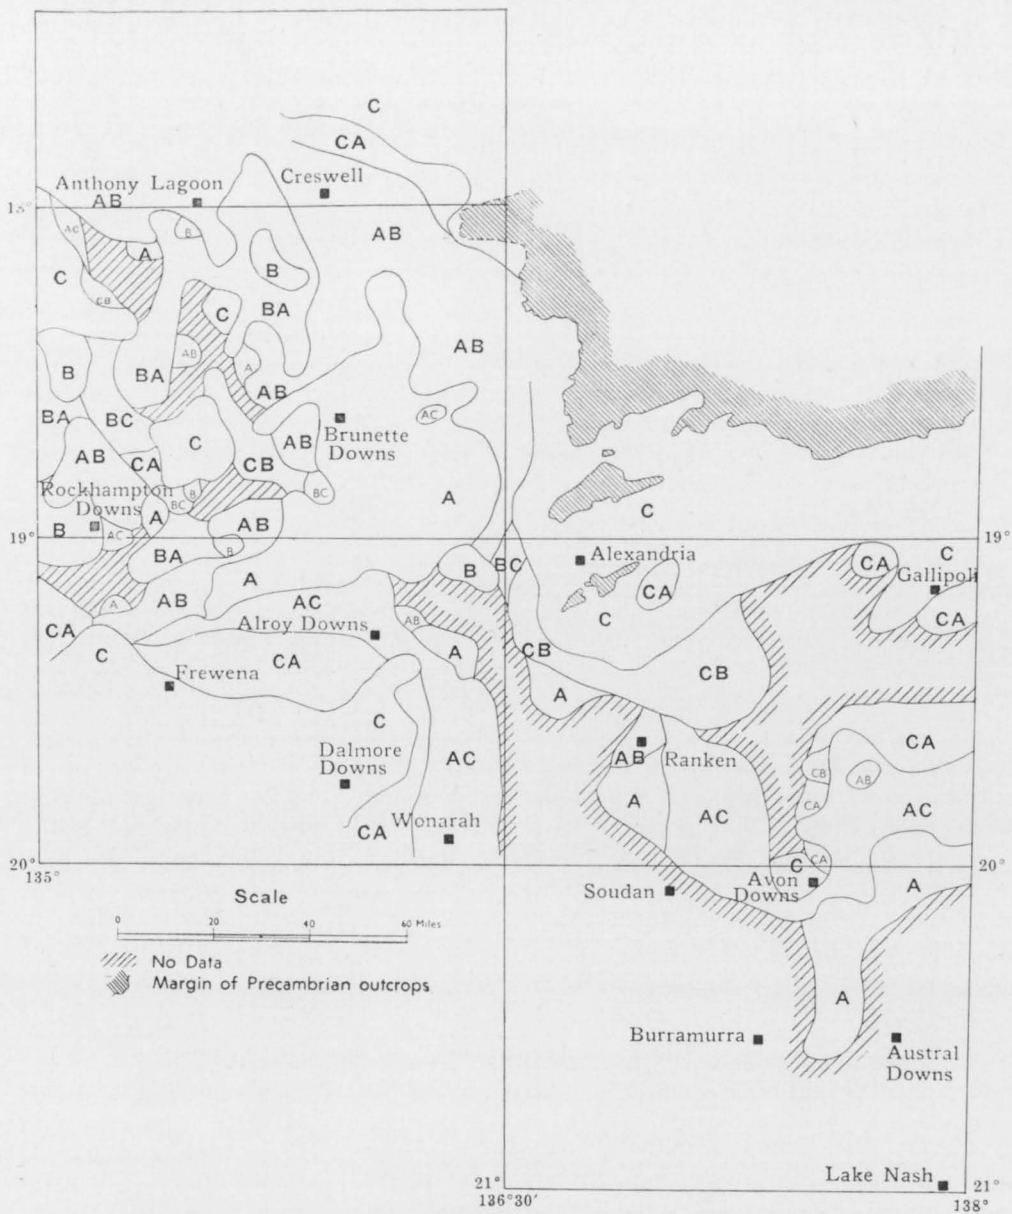 C
CA
Creswell
Anthony Lagoon
AB
AB
15°
AC
B
A
B
C
CB
C
BA
AB
AB
A
B
BA
AB
AC
BA
BC
Brunette
Downs
C
AB
AB
CA
CB
BC
Rockhampton
Downs
B
BC
A
A
AB
C
B
AC
19°
19°
B
BA
B
BC
Alexandria
C
CA
Gallipoli
A
CA
A
AB
AC
CA
CA
Alroy Downs
AB
C
C
CA
A
CB
CB
Frewena
A
C
CA
Dalmore
Downs
AC
AB
Ranken
CB
AB
CA
A
AC
AC
CA
Wonarah
20°
20°
135°
C
CA
Avon
Downs
A
Soudan
Scale
0 20 40 60 Miles
No Data
Margin of Precambrian outcrops
A
Burramurra
Austral
Downs
Lake Nash
21°
21°
136°30'
138°